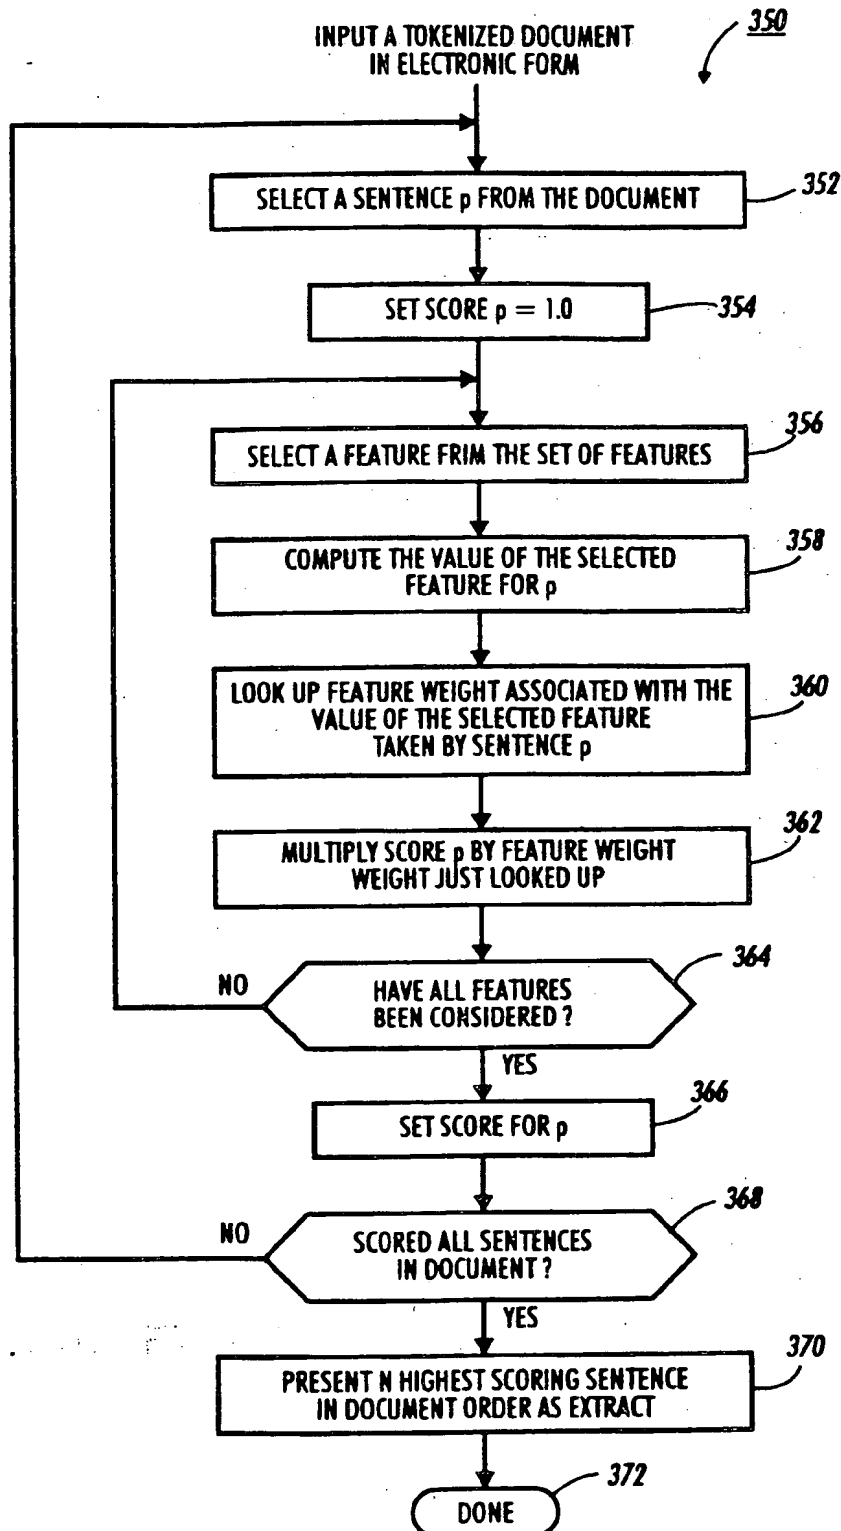 INPUT A TOKENIZED DOCUMENT
IN ELECTRONIC FORM
350
SELECT A SENTENCE p FROM THE DOCUMENT
352
SET SCORE p = 1.0
354
SELECT A FEATURE FRIM THE SET OF FEATURES
356
COMPUTE THE VALUE OF THE SELECTED
FEATURE FOR p
358
LOOK UP FEATURE WEIGHT ASSOCIATED WITH THE
VALUE OF THE SELECTED FEATURE
TAKEN BY SENTENCE p
360
MULTIPLY SCORE p BY FEATURE WEIGHT
WEIGHT JUST LOOKED UP
362
HAVE ALL FEATURES
BEEN CONSIDERED ?
364
NO
YES
SET SCORE FOR p
366
SCORED ALL SENTENCES
IN DOCUMENT ?
368
NO
YES
PRESENT N HIGHEST SCORING SENTENCE
IN DOCUMENT ORDER AS EXTRACT
370
DONE
372